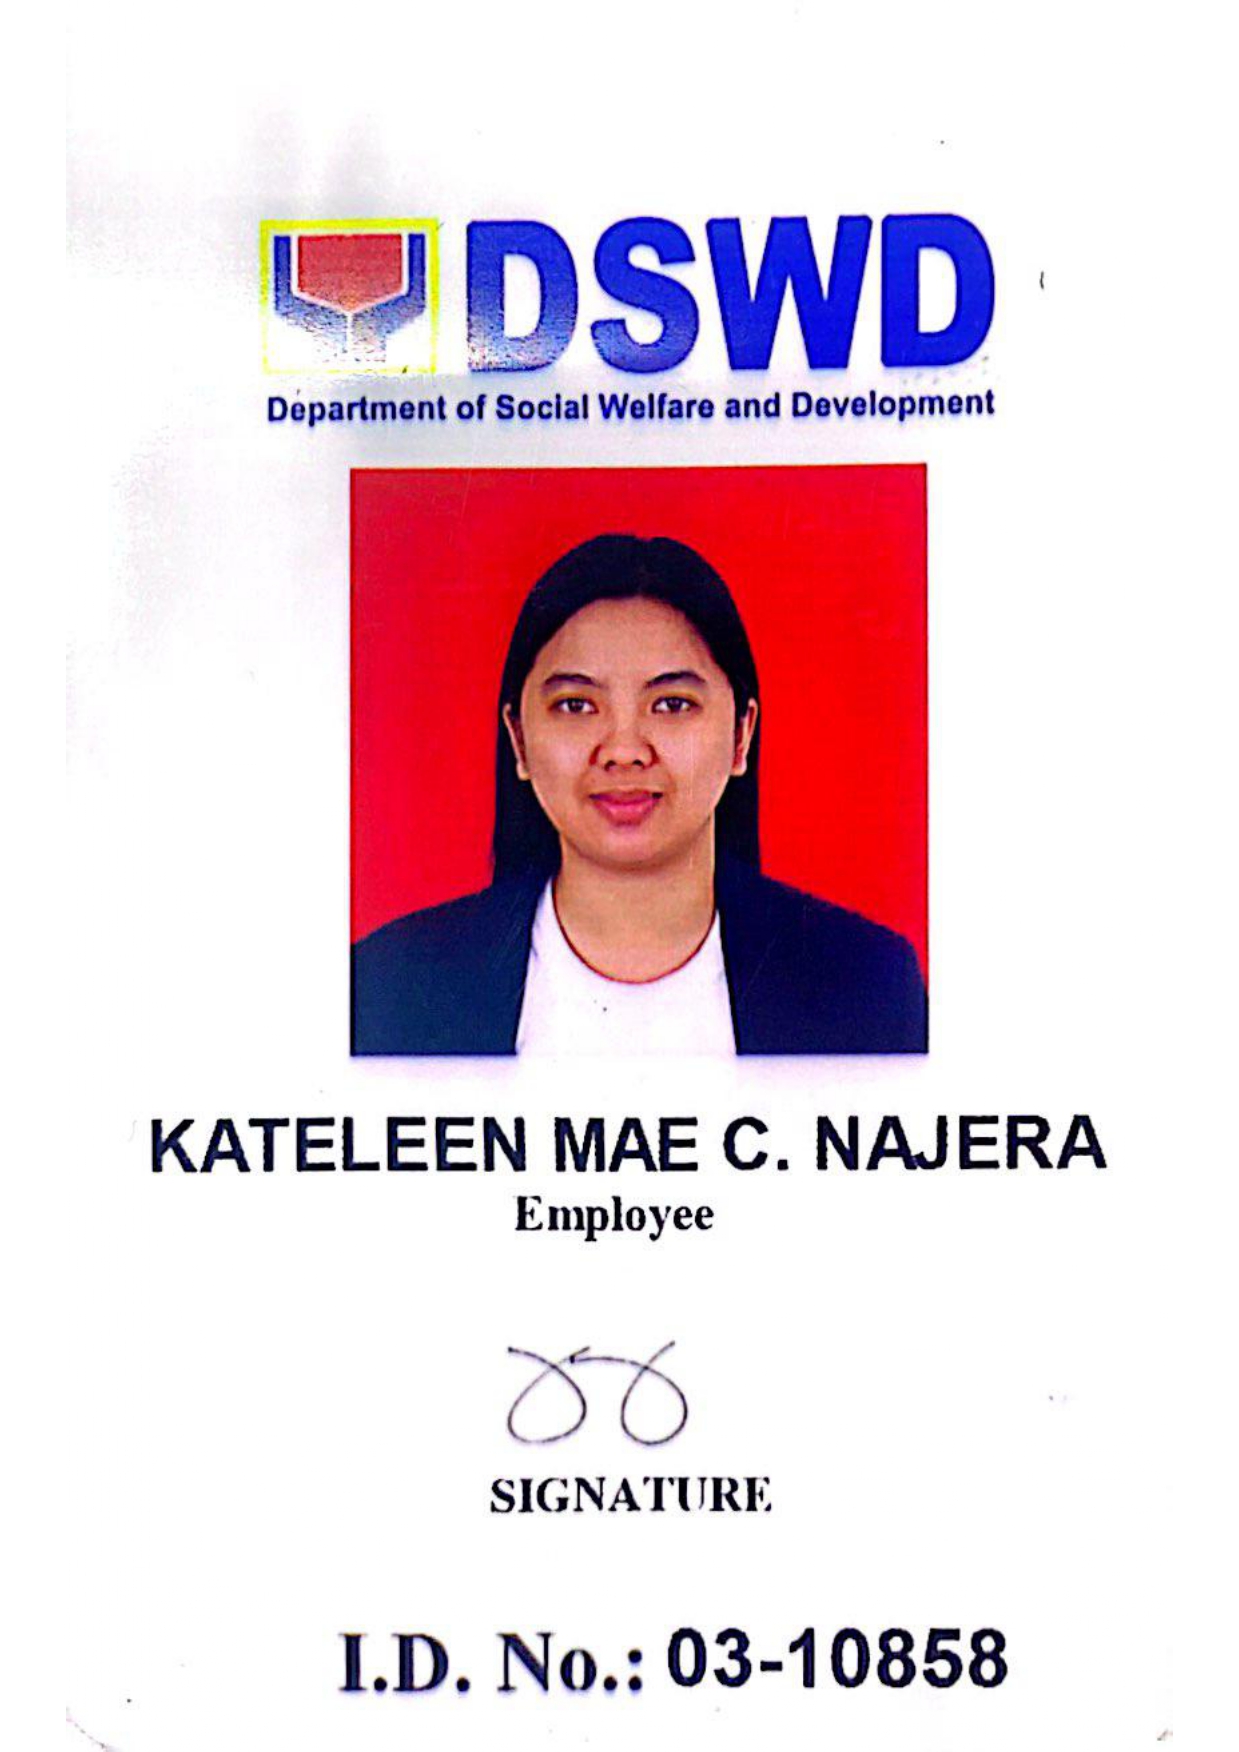 DSWD
Department of Social Welfare and Development
KATELEEN MAE C. NAJERA
Employee
SIGNATURE
I.D. No.: 03-10858